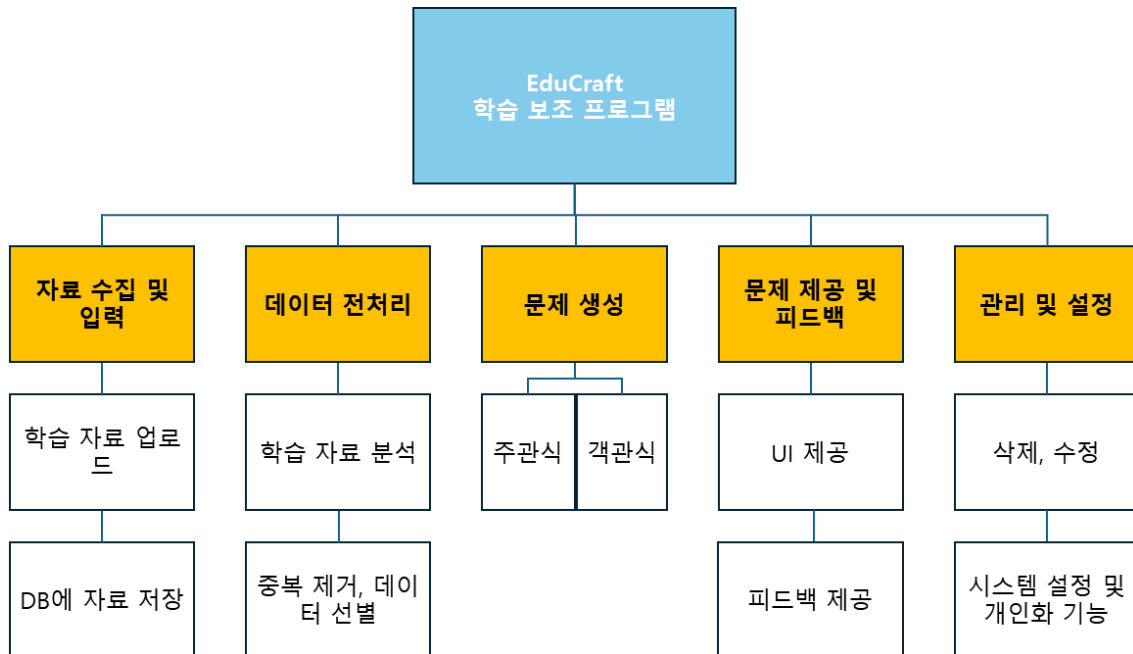 EduCraft
학습 보조 프로그램
자료 수집 및
입력
데이터 전처리
문제 생성
문제 제공 및
피드백
관리 및 설정
학습 자료 업로
드
학습 자료 분석
주관식
객관식
UI 제공
삭제, 수정
DB에 자료 저장
중복 제거, 데이
터 선별
피드백 제공
시스템 설정 및
개인화 기능